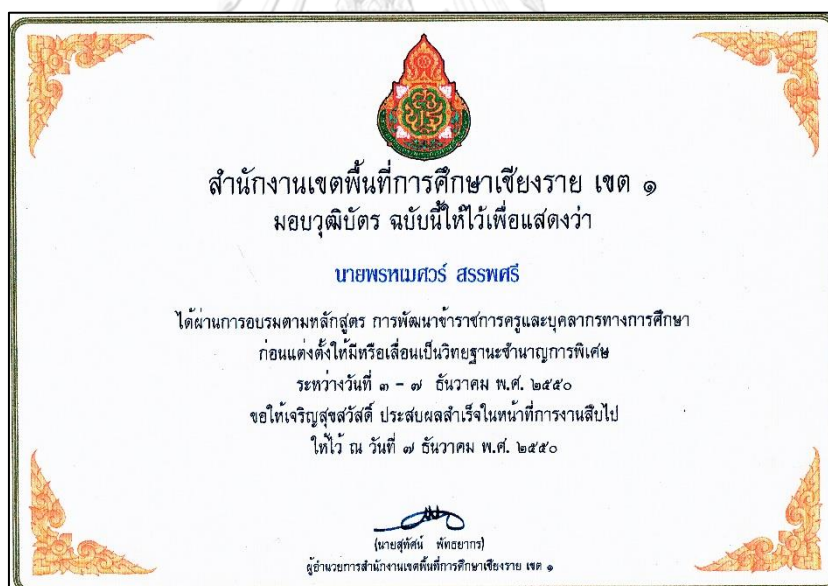 สำนักงานเขตพื้นที่การศึกษาเชียงราย เขต ๑
มอบวุฒิบัตร ฉบับนี้ให้ไว้เพื่อแสดงว่า
นายพรหเมศวร์ สรรพศรี
ได้ผ่านการอบรมตามหลักสูตร การพัฒนาข้าราชการครูและบุคลากรทางการศึกษา
ก่อนแต่งตั้งให้มีหรือเลื่อนเป็นวิทยฐานะชำนาญการพิเศษ
ระหว่างวันที่ ๓ - ๗ ธันวาคม พ.ศ. ๒๕๕๐
ขอให้เจริญสุขสวัสดิ์ ประสบผลสำเร็จในหน้าที่การงานสืบไป
ให้ไว้ ณ วันที่ ๗ ธันวาคม พ.ศ. ๒๕๕๐
(นายสุทัศน์ พัทธยากร)
ผู้อำนวยการสำนักงานเขตพื้นที่การศึกษาเชียงราย เขต ๑